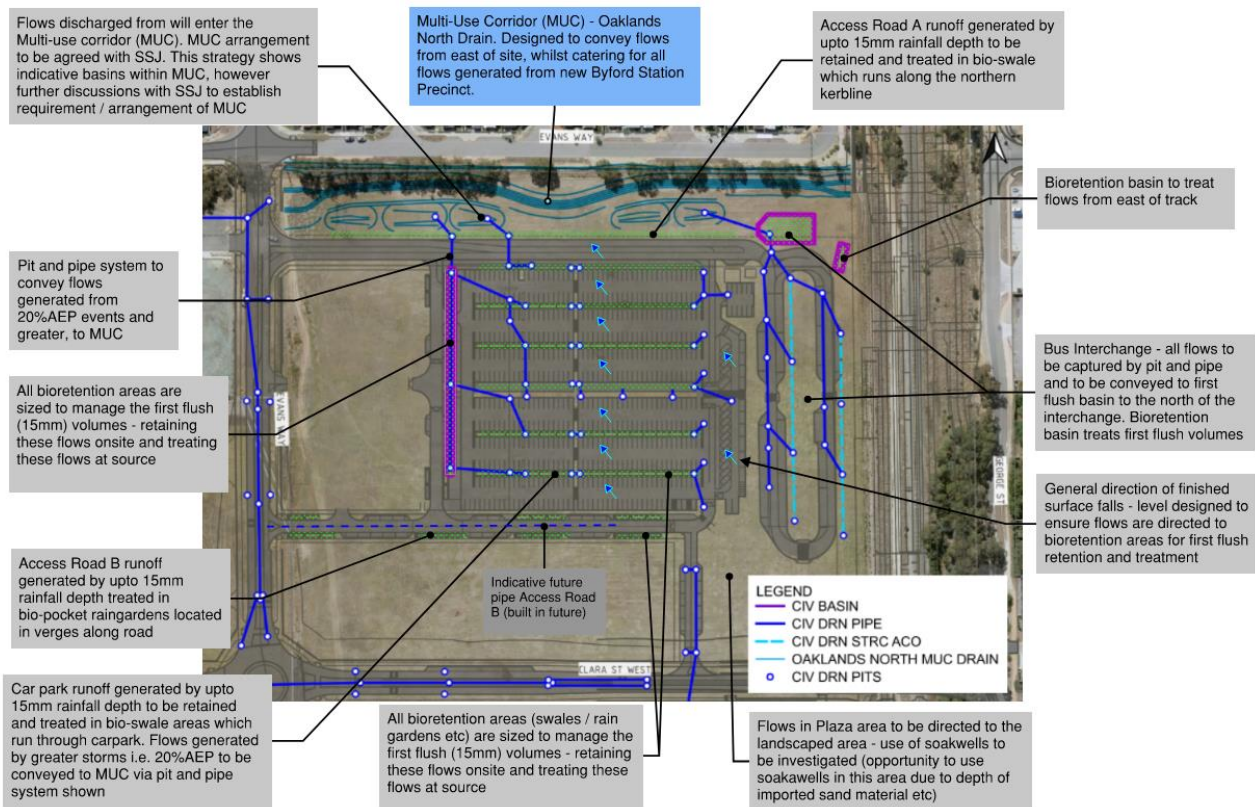 Flows discharged from will enter the
Multi-use corridor (MUC). MUC arrangement
to be agreed with SSJ. This strategy shows
indicative basins within MUC, however
further discussions with SSJ to establish
requirement / arrangement of MUC
Multi-Use Corridor (MUC) - Oaklands
North Drain. Designed to convey flows
from east of site, whilst catering for all
flows generated from new Byford Station
Precinct.
Access Road A runoff generated by
upto 15mm rainfall depth to be
retained and treated in bio-swale
which runs along the northern
kerbline
EVANS WAY
Bioretention basin to treat
flows from east of track
Pit and pipe system to
convey flows
generated from
20%AEP events and
greater, to MUC
Bus Interchange - all flows to
be captured by pit and pipe
and to be conveyed to first
flush basin to the north of the
interchange. Bioretention
basin treats first flush volumes
All bioretention areas are
sized to manage the first flush
(15mm) volumes - retaining
these flows onsite and treating
these flows at source
EVANS WAY
GEORGE ST
General direction of finished
surface falls - level designed to
ensure flows are directed to
bioretention areas for first flush
retention and treatment
Access Road B runoff
generated by upto 15mm
rainfall depth treated in
bio-pocket raingardens located
in verges along road
Indicative future
pipe Access Road
B (built in future)
LEGEND
CIV BASIN
CIV DRN PIPE
CIV DRN STRC ACO
OAKLANDS NORTH MUC DRAIN
CIV DRN PITS
CLARA ST WEST
Car park runoff generated by upto
15mm rainfall depth to be retained
and treated in bio-swale areas which
run through carpark. Flows generated
by greater storms i.e. 20%AEP to be
conveyed to MUC via pit and pipe
system shown
All bioretention areas (swales / rain
gardens etc) are sized to manage the
first flush (15mm) volumes - retaining
these flows onsite and treating these
flows at source
Flows in Plaza area to be directed to the
landscaped area - use of soakwells to
be investigated (opportunity to use
soakawells in this area due to depth of
imported sand material etc)